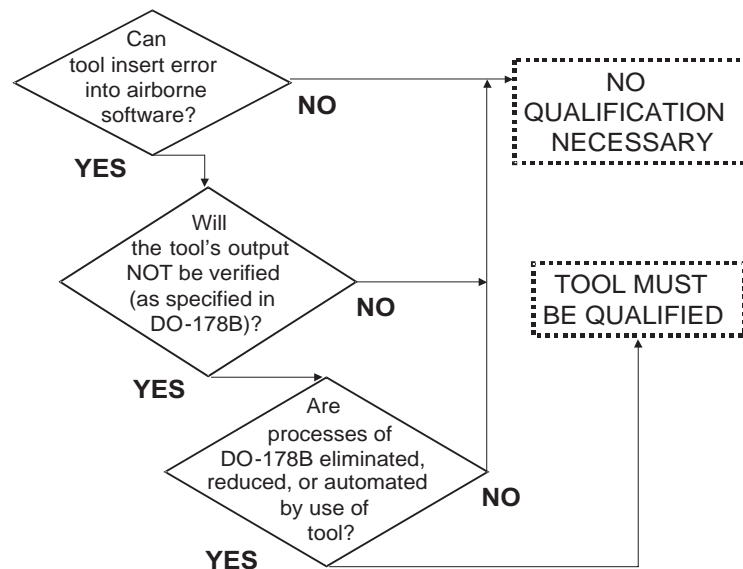 Can
tool insert error
into airborne
software?
NO
YES
NO
QUALIFICATION
NECESSARY
Will
the tool's output
NOT be verified
(as specified in
DO-178B)?
NO
YES
TOOL MUST
BE QUALIFIED
Are
processes of
DO-178B eliminated,
reduced, or automated
by use of
tool?
NO
YES